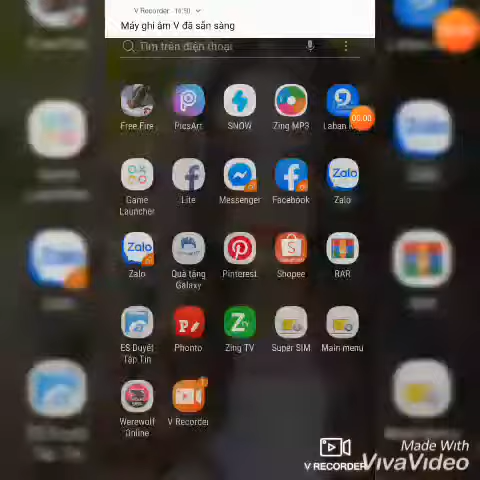 V Recorder 16:50
Máy ghi âm V đã sẵn sàng
Tìm trên điện thoại
Free Fire
PicsArt
SNOW
Zing MP3
Laban
00:00
Game
Launcher
Lite
Messenger
Facebook
Zalo
Zalo
Quà tặng
Galaxy
Pinterest
Shopee
RAR
ES Duyệt
Tập Tin
Phonto
Zing TV
Super SIM
Main menu
Werewolf
Online
V Recorder
V RECORDER
Made With
VivaVideo